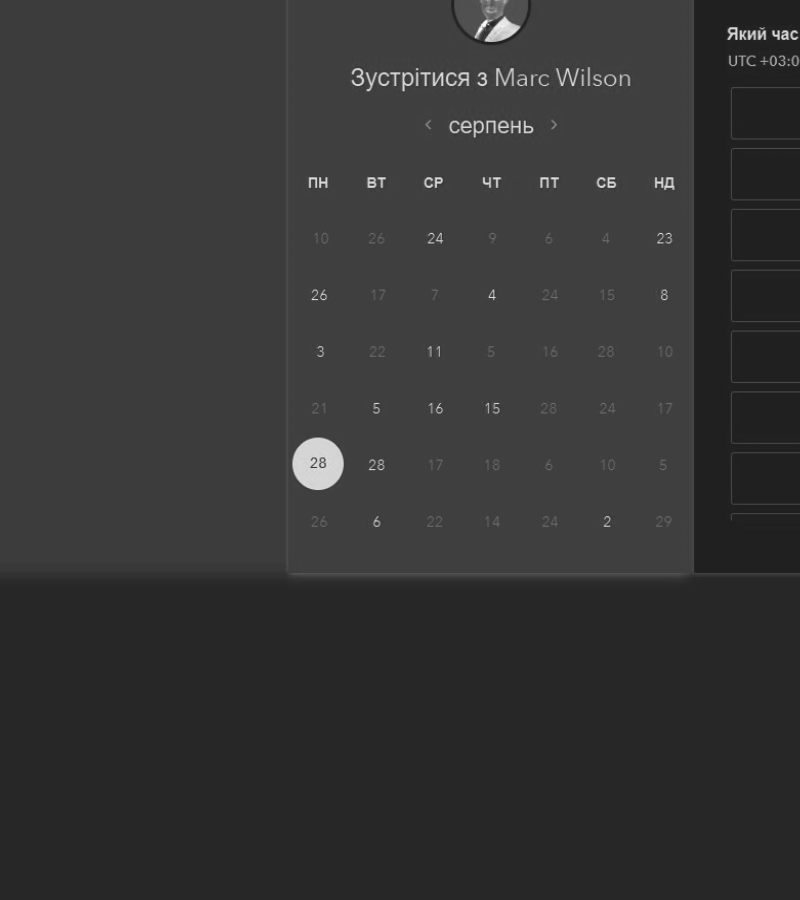 Зустрітися з Marc Wilson
‹ серпень ›
ПН ВТ СР ЧТ ПТ СБ НД
10 26 24 9 6 4 23
26 17 7 4 24 15 8
3 22 11 5 16 28 10
21 5 16 15 28 24 17
28 28 17 18 6 10 5
26 6 22 14 24 2 29
Який час
UTC +03:0